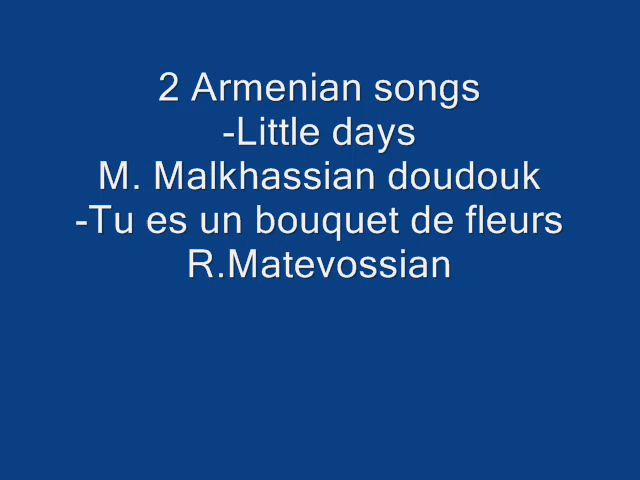 2 Armenian songs
-Little days
M. Malkhassian doudouk
-Tu es un bouquet de fleurs
R.Matevossian